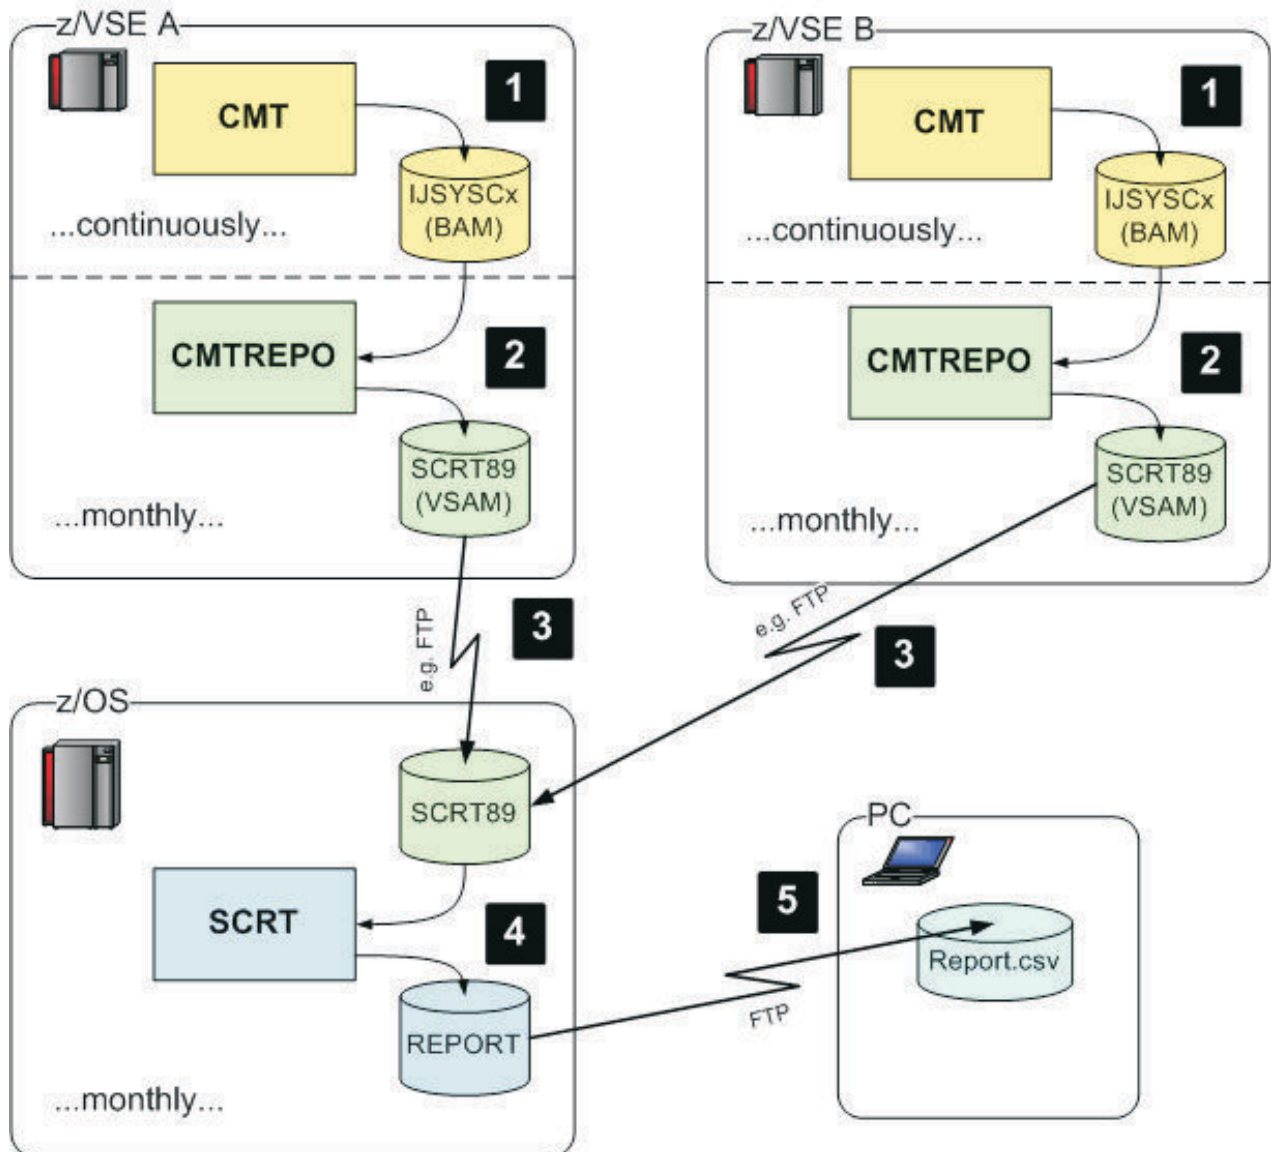 z/VSE A
CMT
1
IJSYSCx
(BAM)
...continuously...
CMTREPO
2
SCRT89
(VSAM)
...monthly...
z/VSE B
CMT
1
IJSYSCx
(BAM)
...continuously...
CMTREPO
2
SCRT89
(VSAM)
...monthly...
e.g. FTP
3
e.g. FTP
3
z/OS
SCRT89
SCRT
4
REPORT
...monthly...
5
FTP
PC
Report.csv